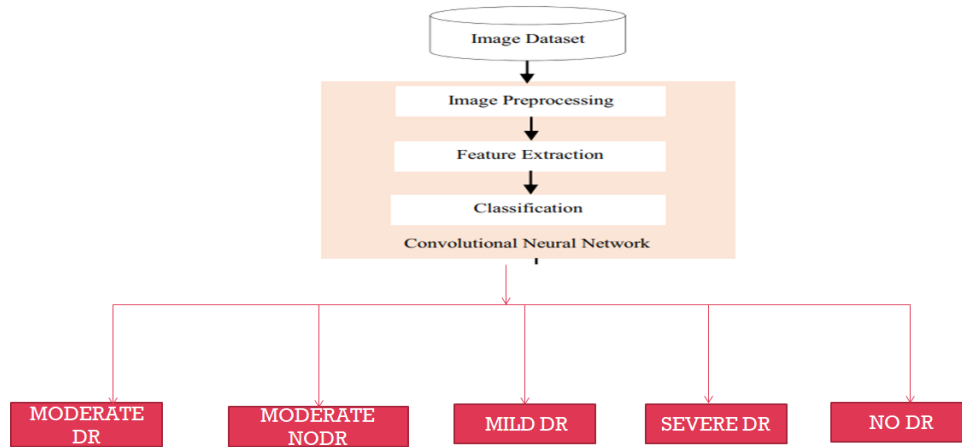 Image Dataset
Image Preprocessing
Feature Extraction
Classification
Convolutional Neural Network
MODERATE
DR
MODERATE
NODR
MILD DR
SEVERE DR
NO DR